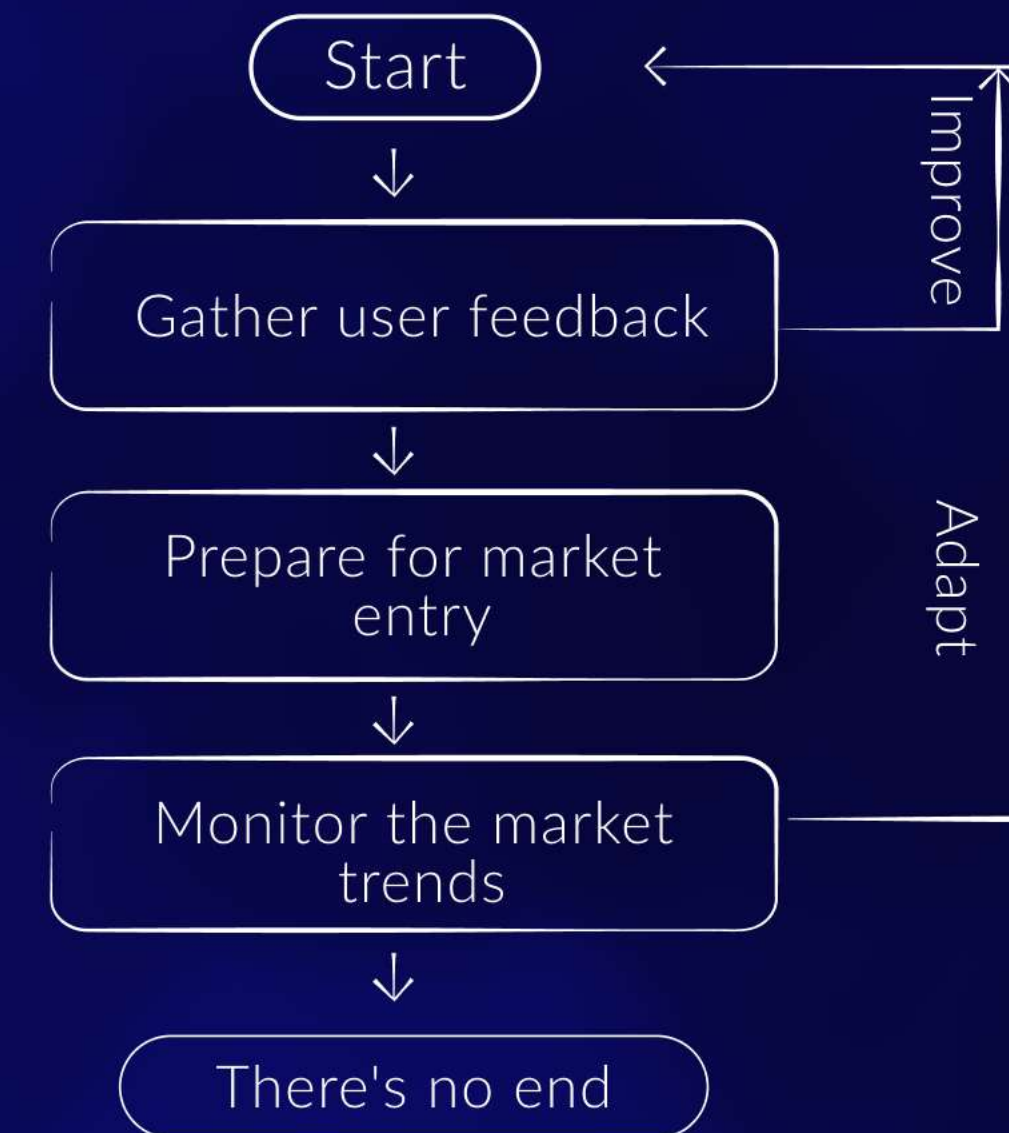 Start
Improve
Gather user feedback
Prepare for market
entry
Adapt
Monitor the market
trends
There's no end